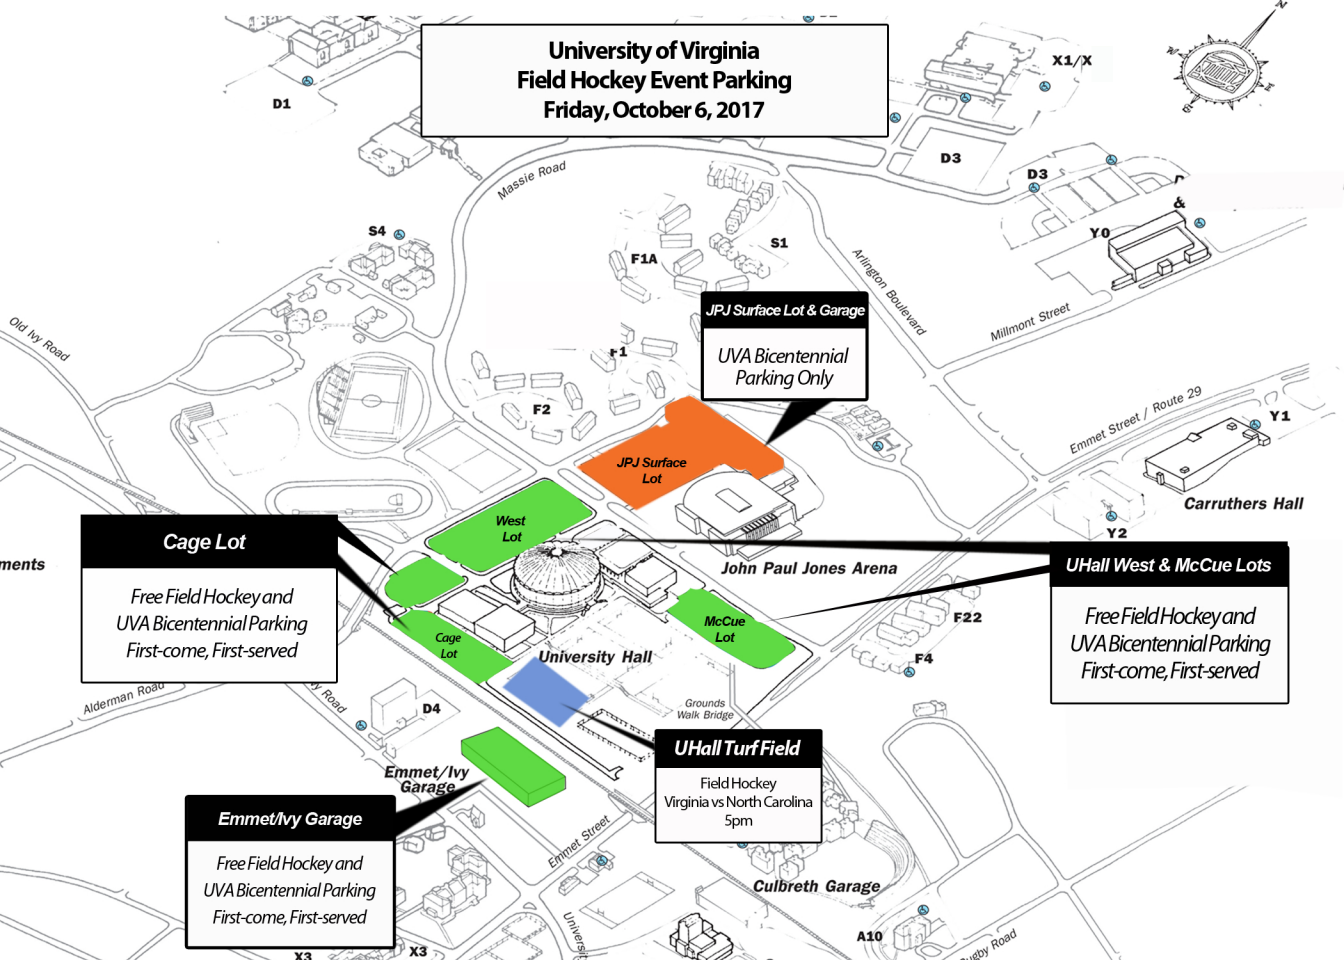 University of Virginia
Field Hockey Event Parking
Friday, October 6, 2017
N
S
D1
X1/X
D3
D3
&
Y0
Massie Road
S4
S1
F1A
Arlington Boulevard
Millmont Street
Old Ivy Road
JPJ Surface Lot & Garage
UVA Bicentennial
Parking Only
F1
F2
Emmet Street / Route 29
Y1
JPJ Surface
Lot
Carruthers Hall
West
Lot
Y2
Cage Lot
Free Field Hockey and
UVA Bicentennial Parking
First-come, First-served
ments
John Paul Jones Arena
UHall West & McCue Lots
Free Field Hockey and
UVA Bicentennial Parking
First-come, First-served
F22
F4
McCue
Lot
Cage
Lot
University Hall
Alderman Road
vy Road
D4
Grounds
Walk Bridge
UHall Turf Field
Field Hockey
Virginia vs North Carolina
5pm
Emmet/Ivy
Garage
Emmet/Ivy Garage
Free Field Hockey and
UVA Bicentennial Parking
First-come, First-served
Emmet Street
Culbreth Garage
Universit
A10
Rugby Road
X3
X3